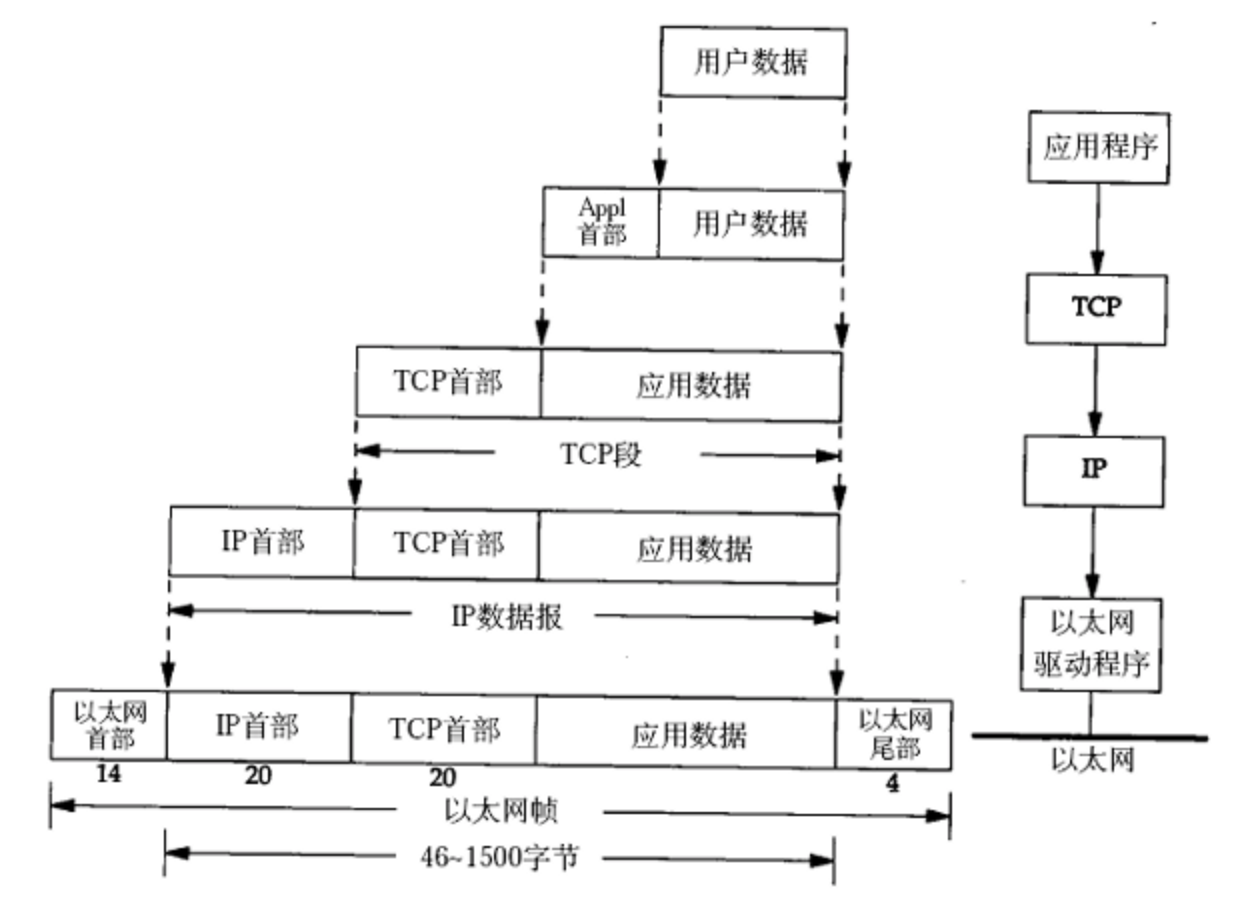 用户数据
应用程序
Appl
首部
用户数据
TCP
TCP首部
应用数据
TCP段
IP
IP首部
TCP首部
应用数据
IP数据报
以太网
驱动程序
以太网
首部
IP首部
TCP首部
应用数据
以太网
尾部
以太网
14
20
20
4
以太网帧
46~1500字节